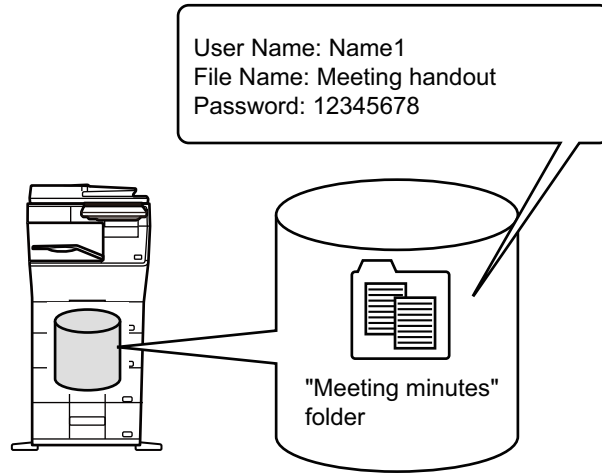 User Name: Name1
File Name: Meeting handout
Password: 12345678
"Meeting minutes"
folder